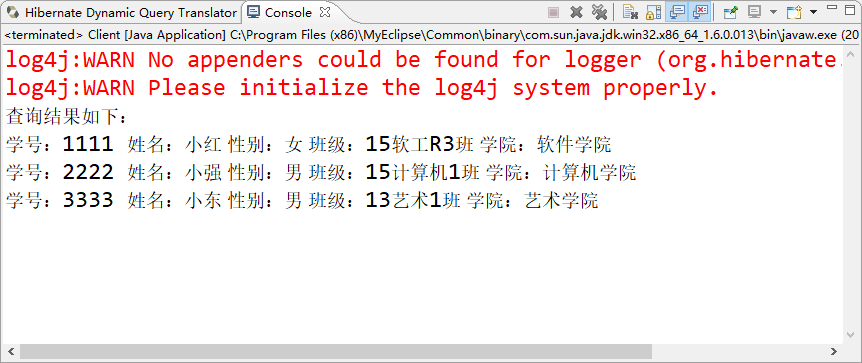 Hibernate Dynamic Query Translator Console
<terminated> Client [Java Application] C:\Program Files (x86)\MyEclipse\Common\binary\com.sun.java.jdk.win32.x86_64_1.6.0.013\bin\javaw.exe (20
log4j:WARN No appenders could be found for logger (org.hibernate.
log4j:WARN Please initialize the log4j system properly.
查询结果如下:
学号: 1111 姓名: 小红 性别: 女 班级: 15软工R3班 学院: 软件学院
学号: 2222 姓名: 小强 性别: 男 班级: 15计算机1班 学院: 计算机学院
学号: 3333 姓名: 小东 性别: 男 班级: 13艺术1班 学院: 艺术学院